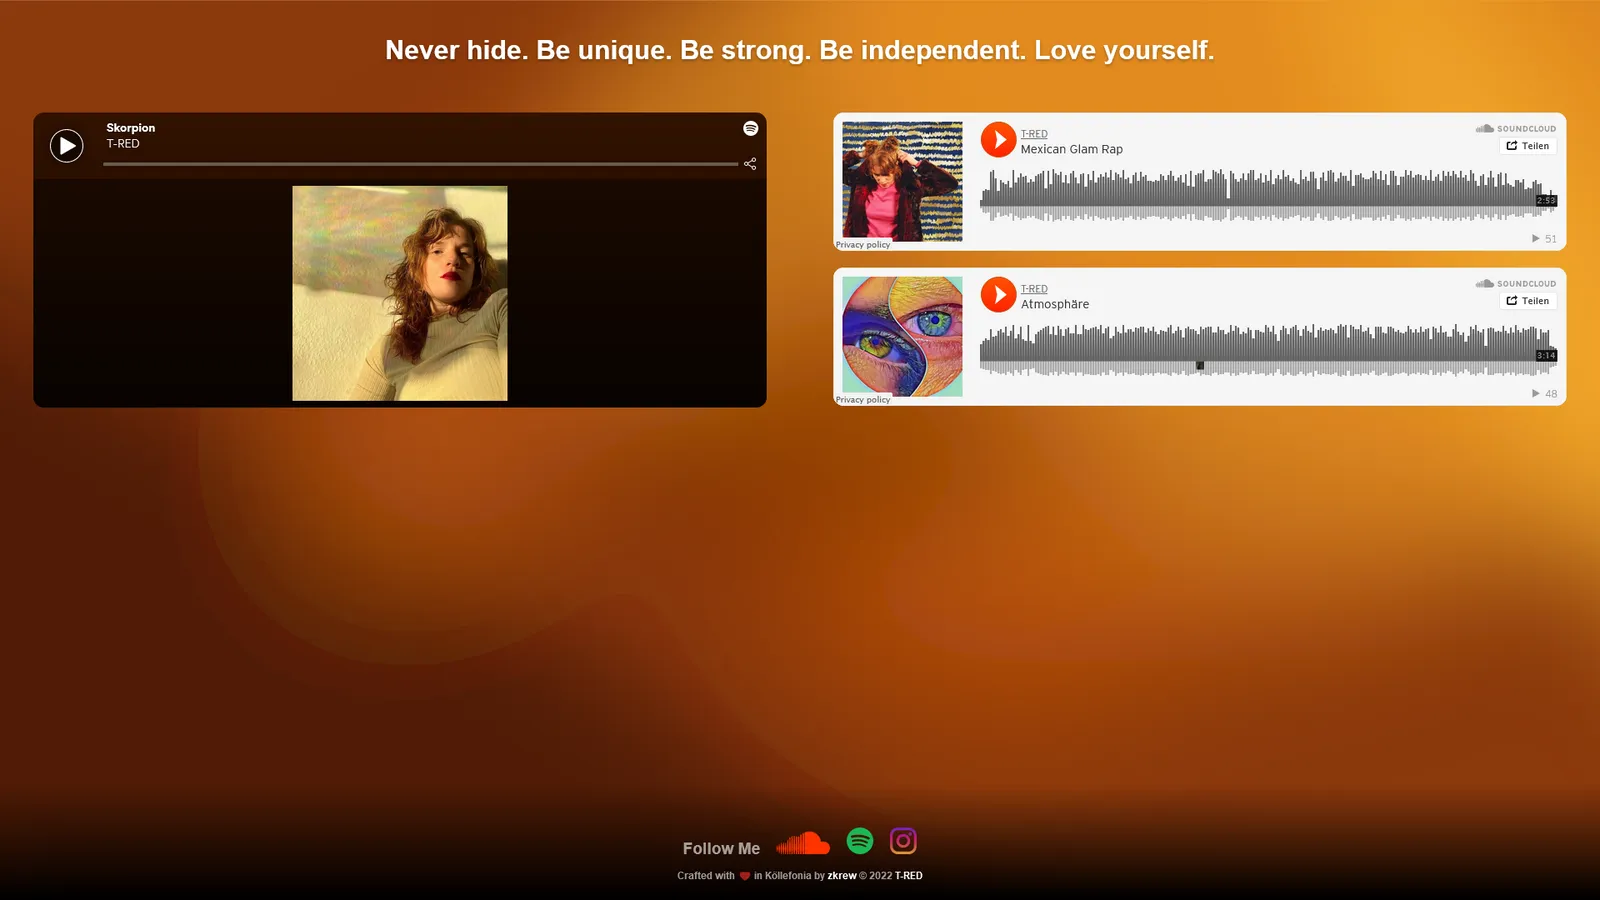 Never hide. Be unique. Be strong. Be independent. Love yourself.
Skorpion
T-RED
T-RED
Mexican Glam Rap
SOUNDCLOUD
Teilen
2:53
Privacy policy
51
T-RED
Atmosphäre
SOUNDCLOUD
Teilen
3:14
Privacy policy
48
Follow Me
Crafted with ❤ in Köllefonia by zkrew © 2022 T-RED